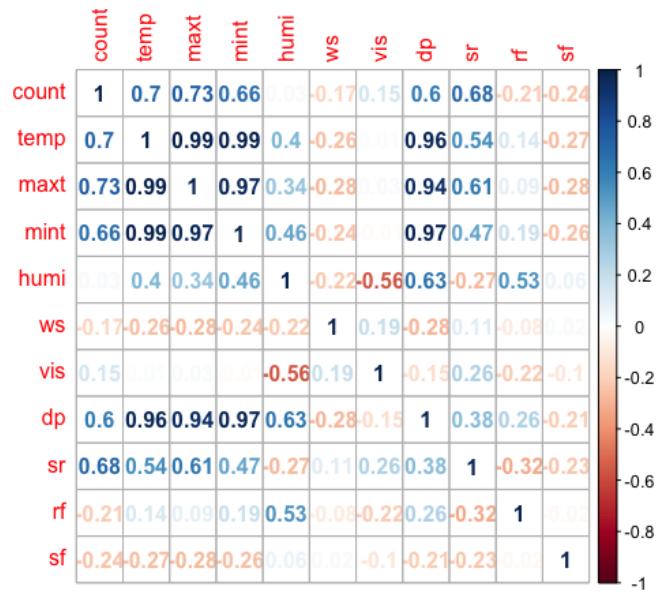 count temp maxt mint humi ws vis dp sr rf sf
count 1 0.7 0.73 0.66 0.03 -0.17 0.15 0.6 0.68 -0.21 -0.24
temp 0.7 1 0.99 0.99 0.4 -0.26 0.01 0.96 0.54 0.14 -0.27
maxt 0.73 0.99 1 0.97 0.34 -0.28 0.03 0.94 0.61 0.09 -0.28
mint 0.66 0.99 0.97 1 0.46 -0.24 -0.01 0.97 0.47 0.19 -0.26
humi 0.03 0.4 0.34 0.46 1 -0.22 -0.56 0.63 -0.27 0.53 0.06
ws -0.17 -0.26 -0.28 -0.24 -0.22 1 0.19 -0.28 0.11 -0.08 0.02
vis 0.15 0.01 0.03 -0.01 -0.56 0.19 1 -0.15 0.26 -0.22 -0.1
dp 0.6 0.96 0.94 0.97 0.63 -0.28 -0.15 1 0.38 0.26 -0.21
sr 0.68 0.54 0.61 0.47 -0.27 0.11 0.26 0.38 1 -0.32 -0.23
rf -0.21 0.14 0.09 0.19 0.53 -0.08 -0.22 0.26 -0.32 1
sf -0.24 -0.27 -0.28 -0.26 0.06 0.02 -0.1 -0.21 -0.23 1
1
0.8
0.6
0.4
0.2
0
-0.2
-0.4
-0.6
-0.8
-1